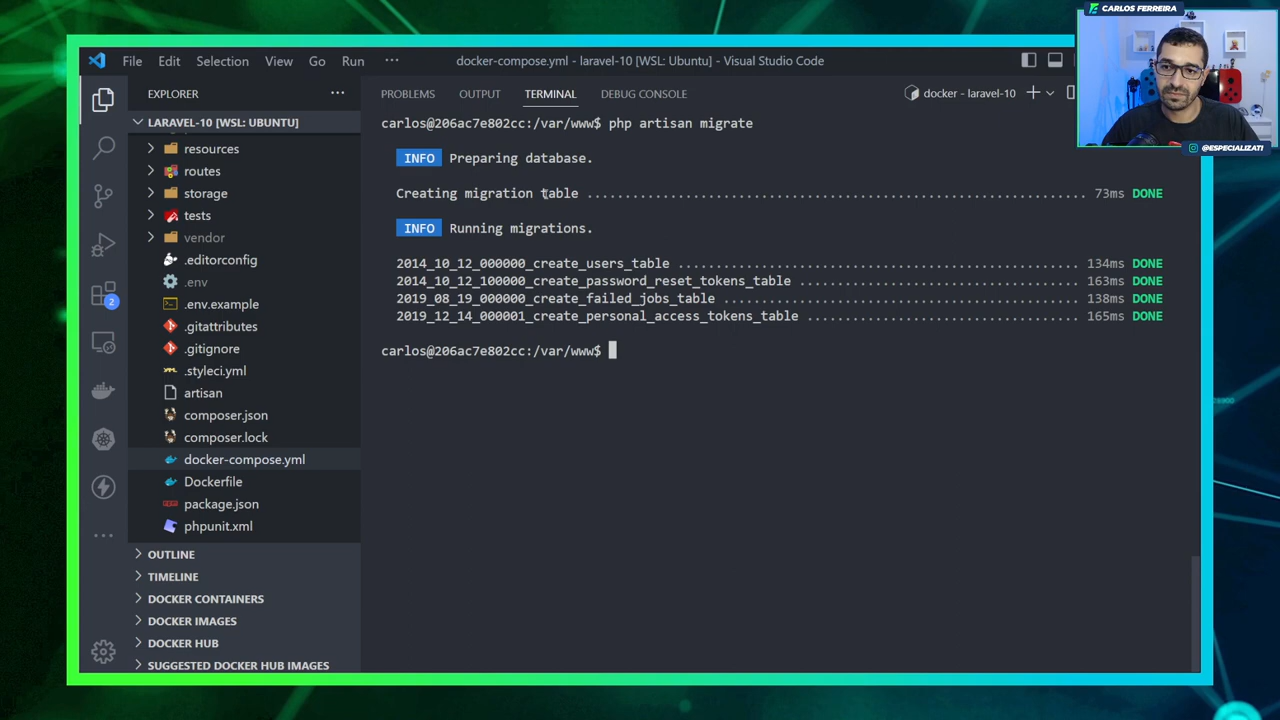 CARLOS FERREIRA
@ESPECIALIZATI
File Edit Selection View Go Run ···
docker-compose.yml - laravel-10 [WSL: Ubuntu] - Visual Studio Code
EXPLORER ···
LARAVEL-10 [WSL: UBUNTU]
resources
routes
storage
tests
vendor
.editorconfig
.env
.env.example
.gitattributes
.gitignore
.styleci.yml
artisan
composer.json
composer.lock
docker-compose.yml
Dockerfile
package.json
phpunit.xml
OUTLINE
TIMELINE
DOCKER CONTAINERS
DOCKER IMAGES
DOCKER HUB
SUGGESTED DOCKER HUB IMAGES
2
PROBLEMS OUTPUT TERMINAL DEBUG CONSOLE
docker - laravel-10
carlos@206ac7e802cc:/var/www$ php artisan migrate
INFO Preparing database.
Creating migration table ........................................................ 73ms DONE
INFO Running migrations.
2014_10_12_000000_create_users_table ........................................................ 134ms DONE
2014_10_12_100000_create_password_reset_tokens_table ........................................ 163ms DONE
2019_08_19_000000_create_failed_jobs_table .................................................. 138ms DONE
2019_12_14_000001_create_personal_access_tokens_table ....................................... 165ms DONE
carlos@206ac7e802cc:/var/www$